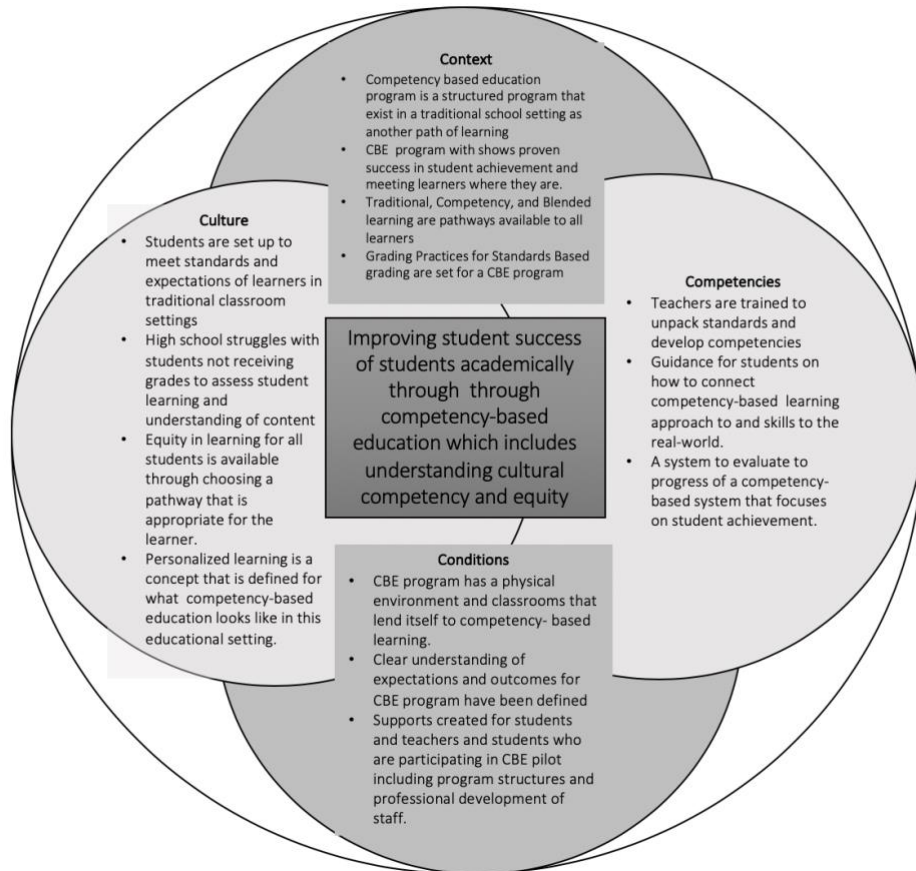 Context
• Competency based education
program is a structured program that
exist in a traditional school setting as
another path of learning
• CBE program with shows proven
success in student achievement and
meeting learners where they are.
• Traditional, Competency, and Blended
learning are pathways available to all
learners
• Grading Practices for Standards Based
grading are set for a CBE program
Culture
• Students are set up to
meet standards and
expectations of learners in
traditional classroom
settings
• High school struggles with
students not receiving
grades to assess student
learning and
understanding of content
• Equity in learning for all
students is available
through choosing a
pathway that is
appropriate for the
learner.
• Personalized learning is a
concept that is defined for
what competency-based
education looks like in this
educational setting.
Improving student success
of students academically
through through
competency-based
education which includes
understanding cultural
competency and equity
Competencies
• Teachers are trained to
unpack standards and
develop competencies
• Guidance for students on
how to connect
competency-based learning
approach to and skills to the
real-world.
• A system to evaluate to
progress of a competency-
based system that focuses
on student achievement.
Conditions
• CBE program has a physical
environment and classrooms that
lend itself to competency- based
learning.
• Clear understanding of
expectations and outcomes for
CBE program have been defined
• Supports created for students
and teachers and students who
are participating in CBE pilot
including program structures and
professional development of
staff.